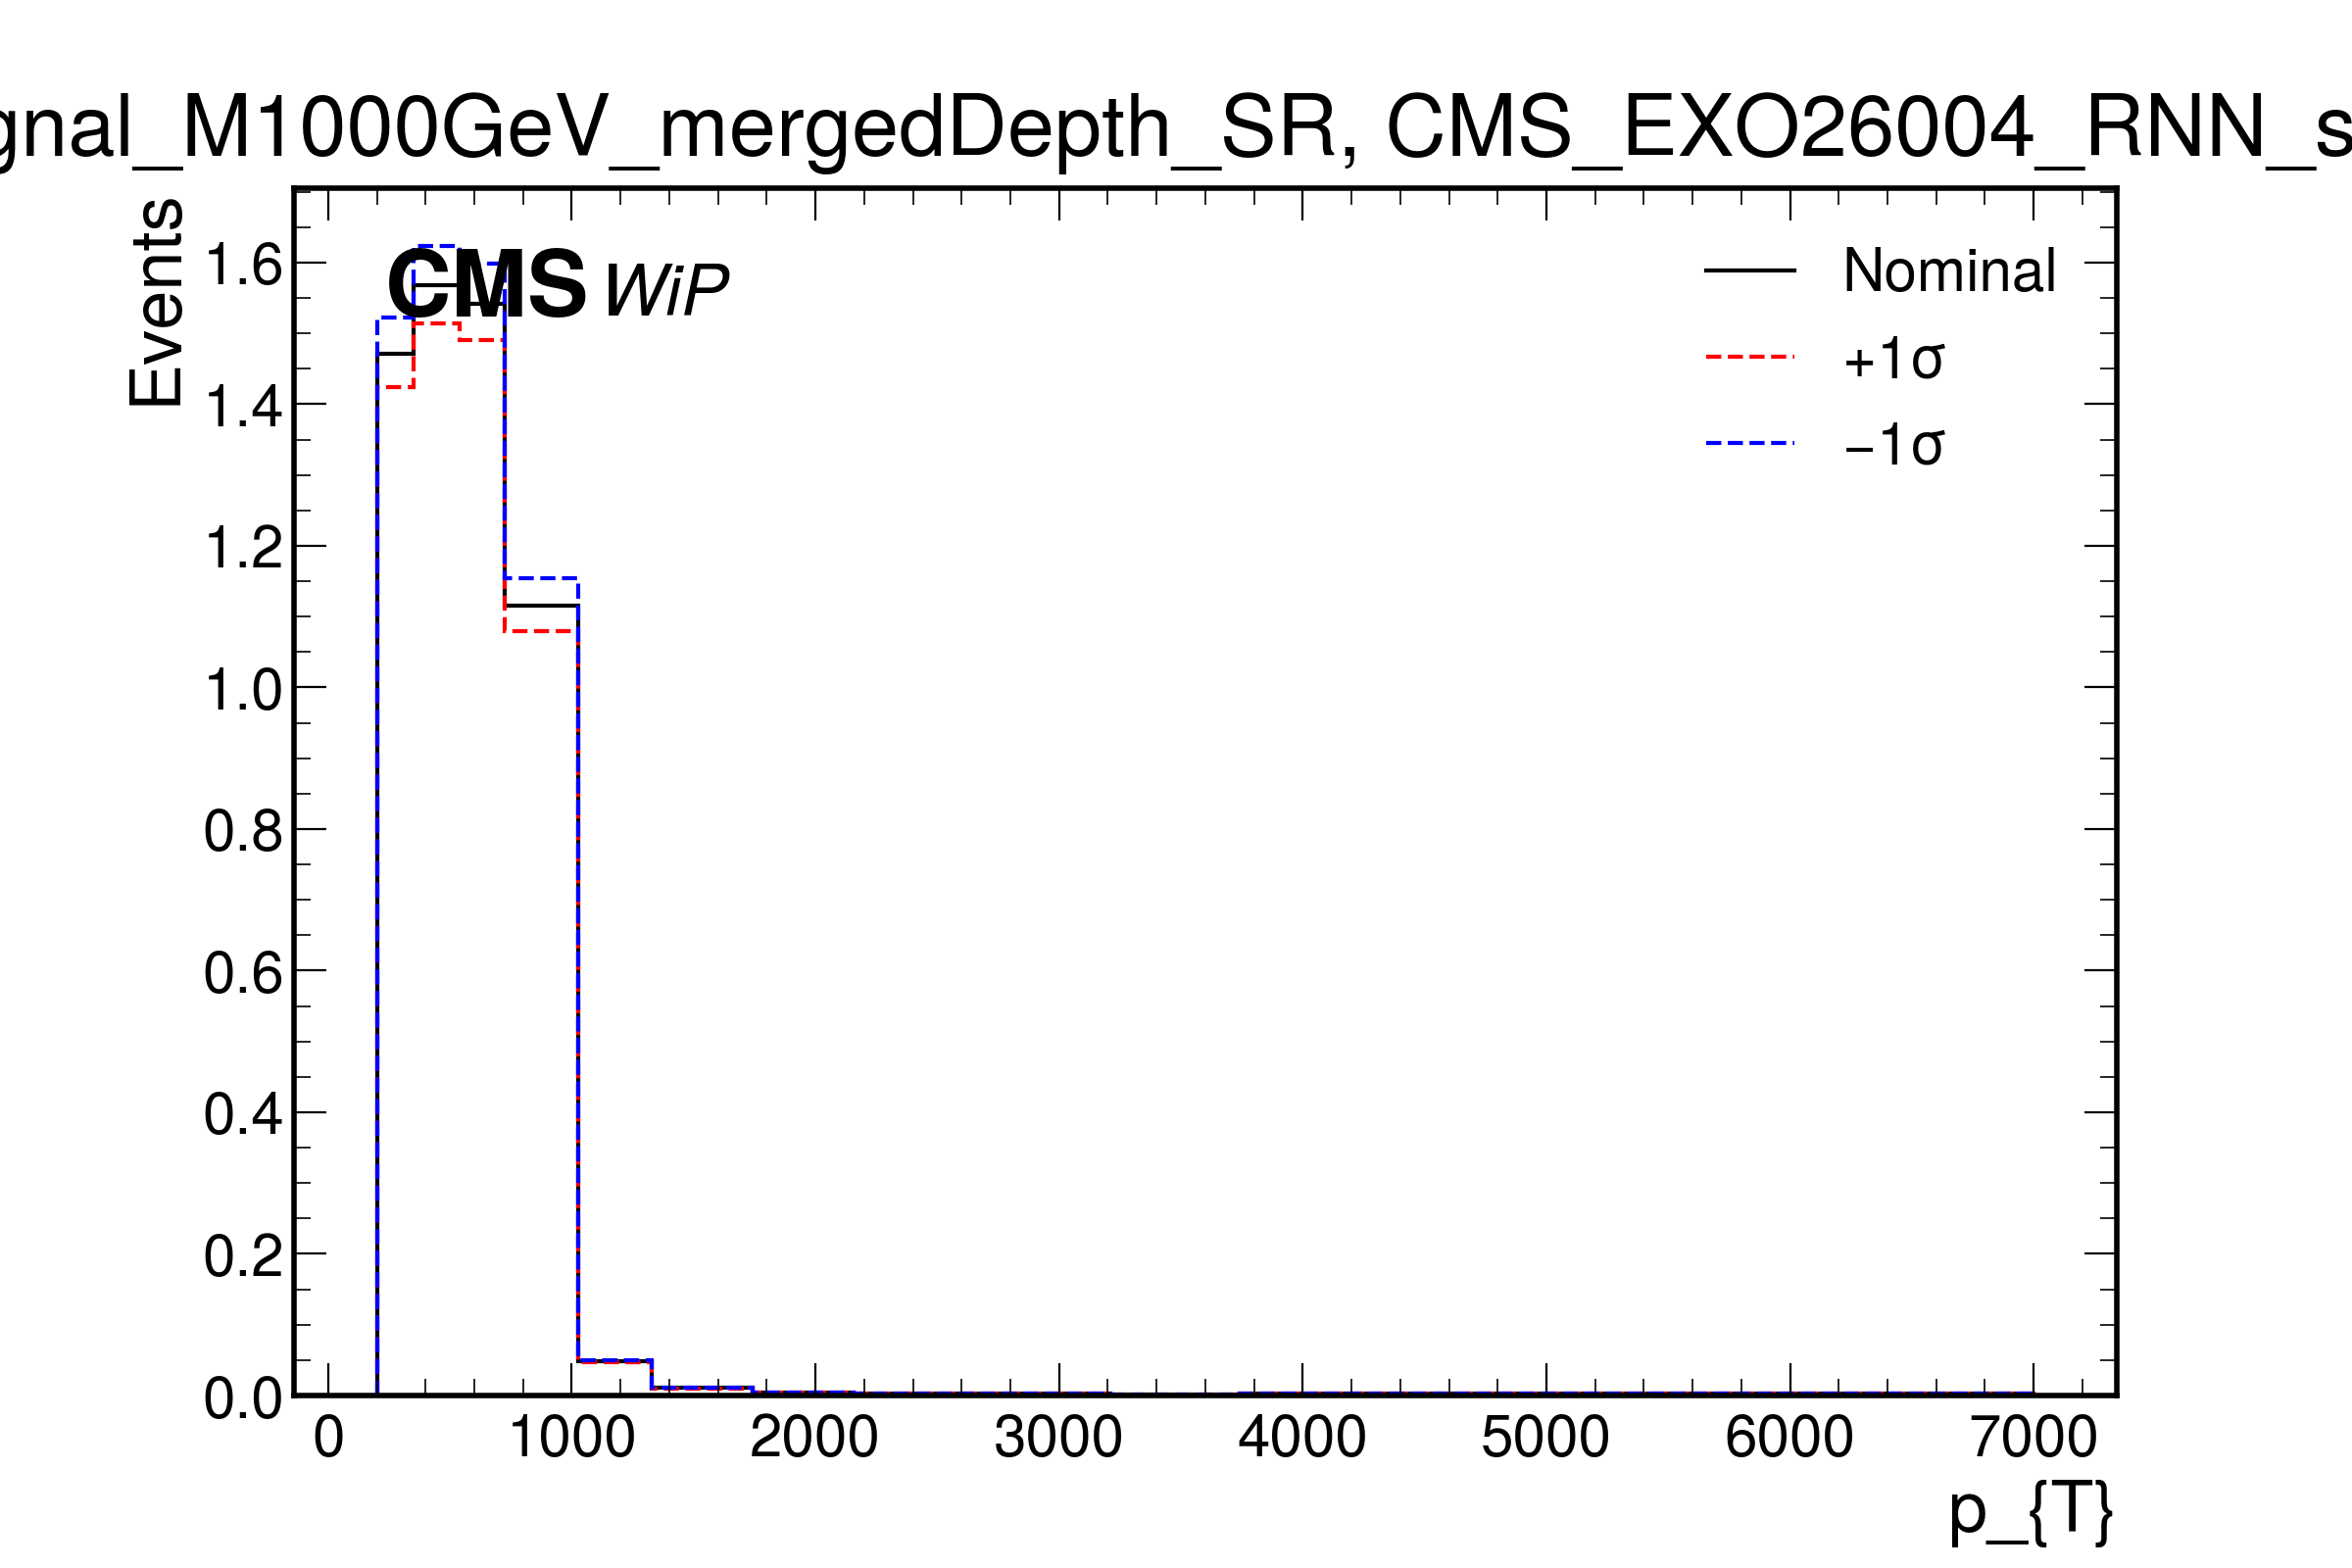 gnal_M1000GeV_mergedDepth_SR, CMS_EXO26004_RNN_s
Events
CMS WiP
Nominal
+1σ
−1σ
1.6
1.4
1.2
1.0
0.8
0.6
0.4
0.2
0.0
0 1000 2000 3000 4000 5000 6000 7000
p_{T}